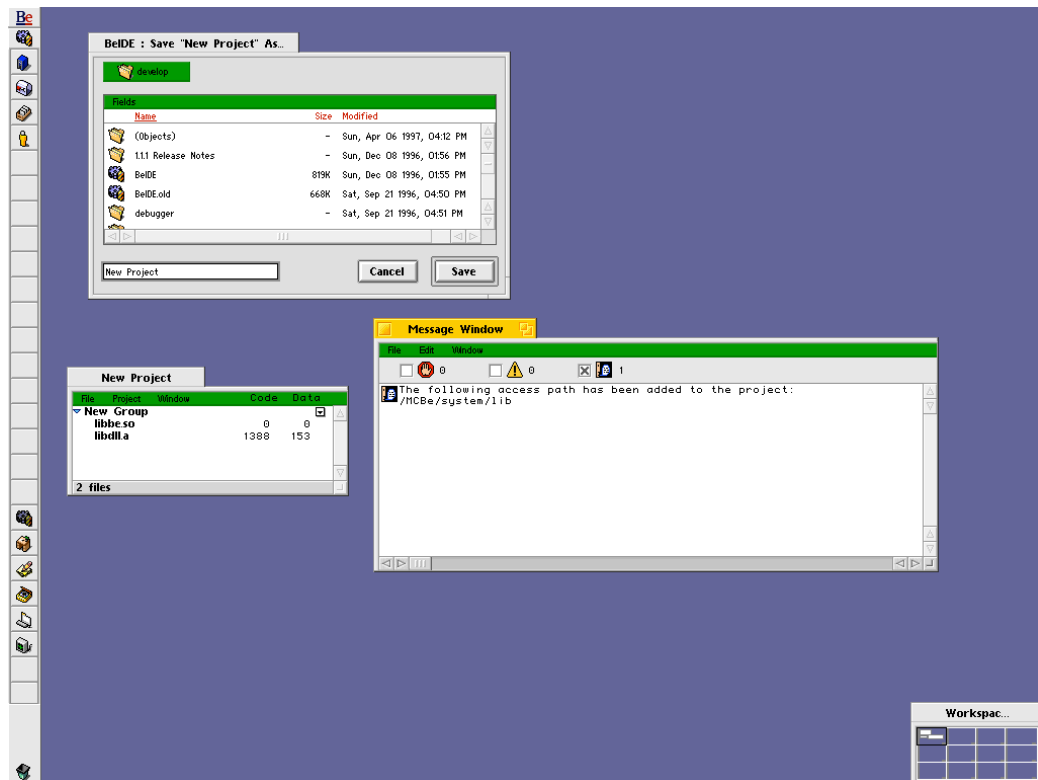 Be
BeIDE : Save "New Project" As...
develop
Fields
Name Size Modified
(Objects) - Sun, Apr 06 1997, 04:12 PM
1.1.1 Release Notes - Sun, Dec 08 1996, 01:56 PM
BeIDE 819K Sun, Dec 08 1996, 01:55 PM
BeIDE.old 668K Sat, Sep 21 1996, 04:50 PM
debugger - Sat, Sep 21 1996, 04:51 PM
New Project
Cancel Save
Message Window
File Edit Window
0 0 1
The following access path has been added to the project:
/MCBe/system/lib
New Project
File Project Window Code Data
New Group
libbe.so 0 0
libdll.a 1388 153
2 files
Workspac...